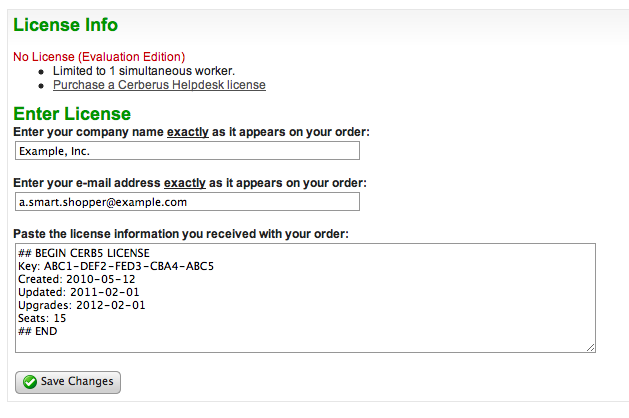 License Info
No License (Evaluation Edition)
Limited to 1 simultaneous worker.
Purchase a Cerberus Helpdesk license
Enter License
Enter your company name exactly as it appears on your order:
Example, Inc.
Enter your e-mail address exactly as it appears on your order:
a.smart.shopper@example.com
Paste the license information you received with your order:
## BEGIN CERB5 LICENSE
Key: ABC1-DEF2-FED3-CBA4-ABC5
Created: 2010-05-12
Updated: 2011-02-01
Upgrades: 2012-02-01
Seats: 15
## END
Save Changes